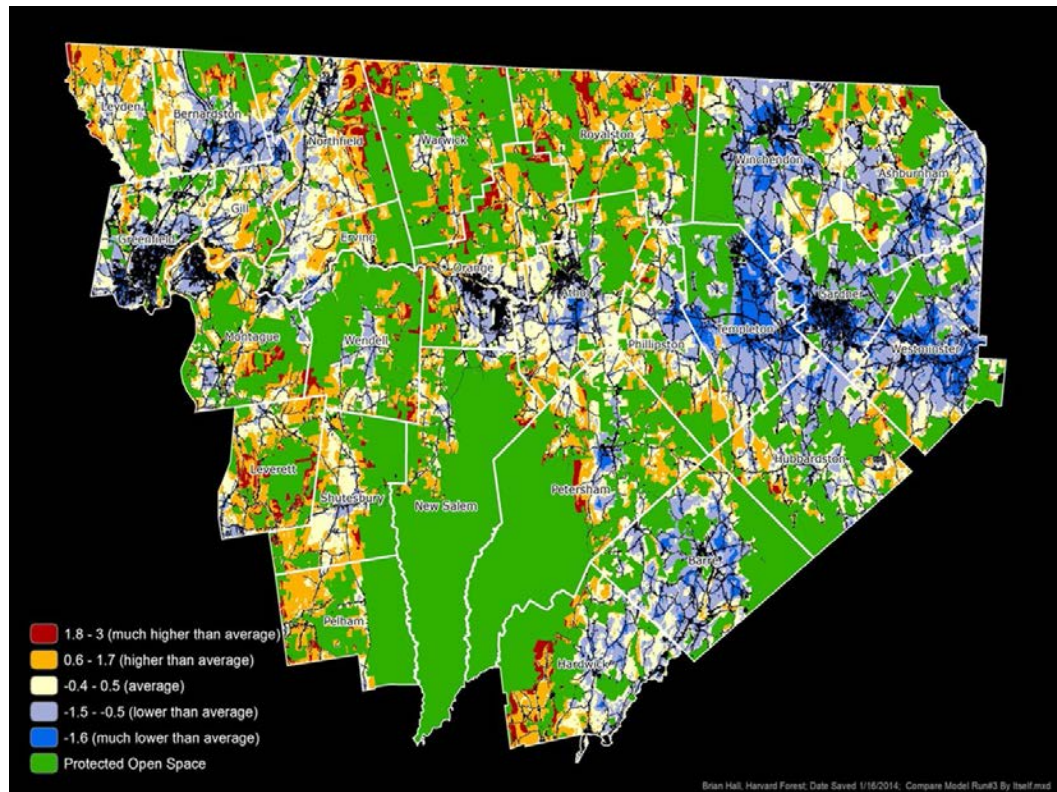 Leyden
Bernardston
Northfield
Warwick
Royalston
Winchendon
Ashburnham
Gill
Greenfield
Erving
Orange
Athol
Gardner
Templeton
Westminster
Montague
Wendell
Phillipston
Hubbardston
Leverett
Shutesbury
New Salem
Petersham
Barre
Pelham
Hardwick
1.8 - 3 (much higher than average)
0.6 - 1.7 (higher than average)
-0.4 - 0.5 (average)
-1.5 - -0.5 (lower than average)
-1.6 (much lower than average)
Protected Open Space
Brian Hall, Harvard Forest; Date Saved 1/16/2014; Compare Model Run#3 By Itself.mxd